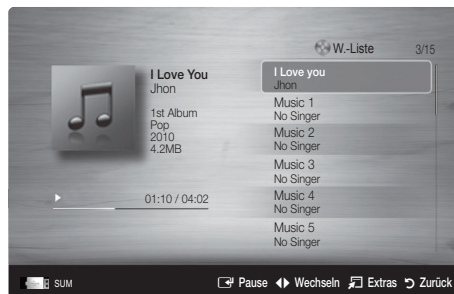 W.-Liste 3/15
I Love You
Jhon
1st Album
Pop
2010
4.2MB
01:10 / 04:02
I Love you
Jhon
Music 1
No Singer
Music 2
No Singer
Music 3
No Singer
Music 4
No Singer
Music 5
No Singer
SUM Pause Wechseln Extras Zurück